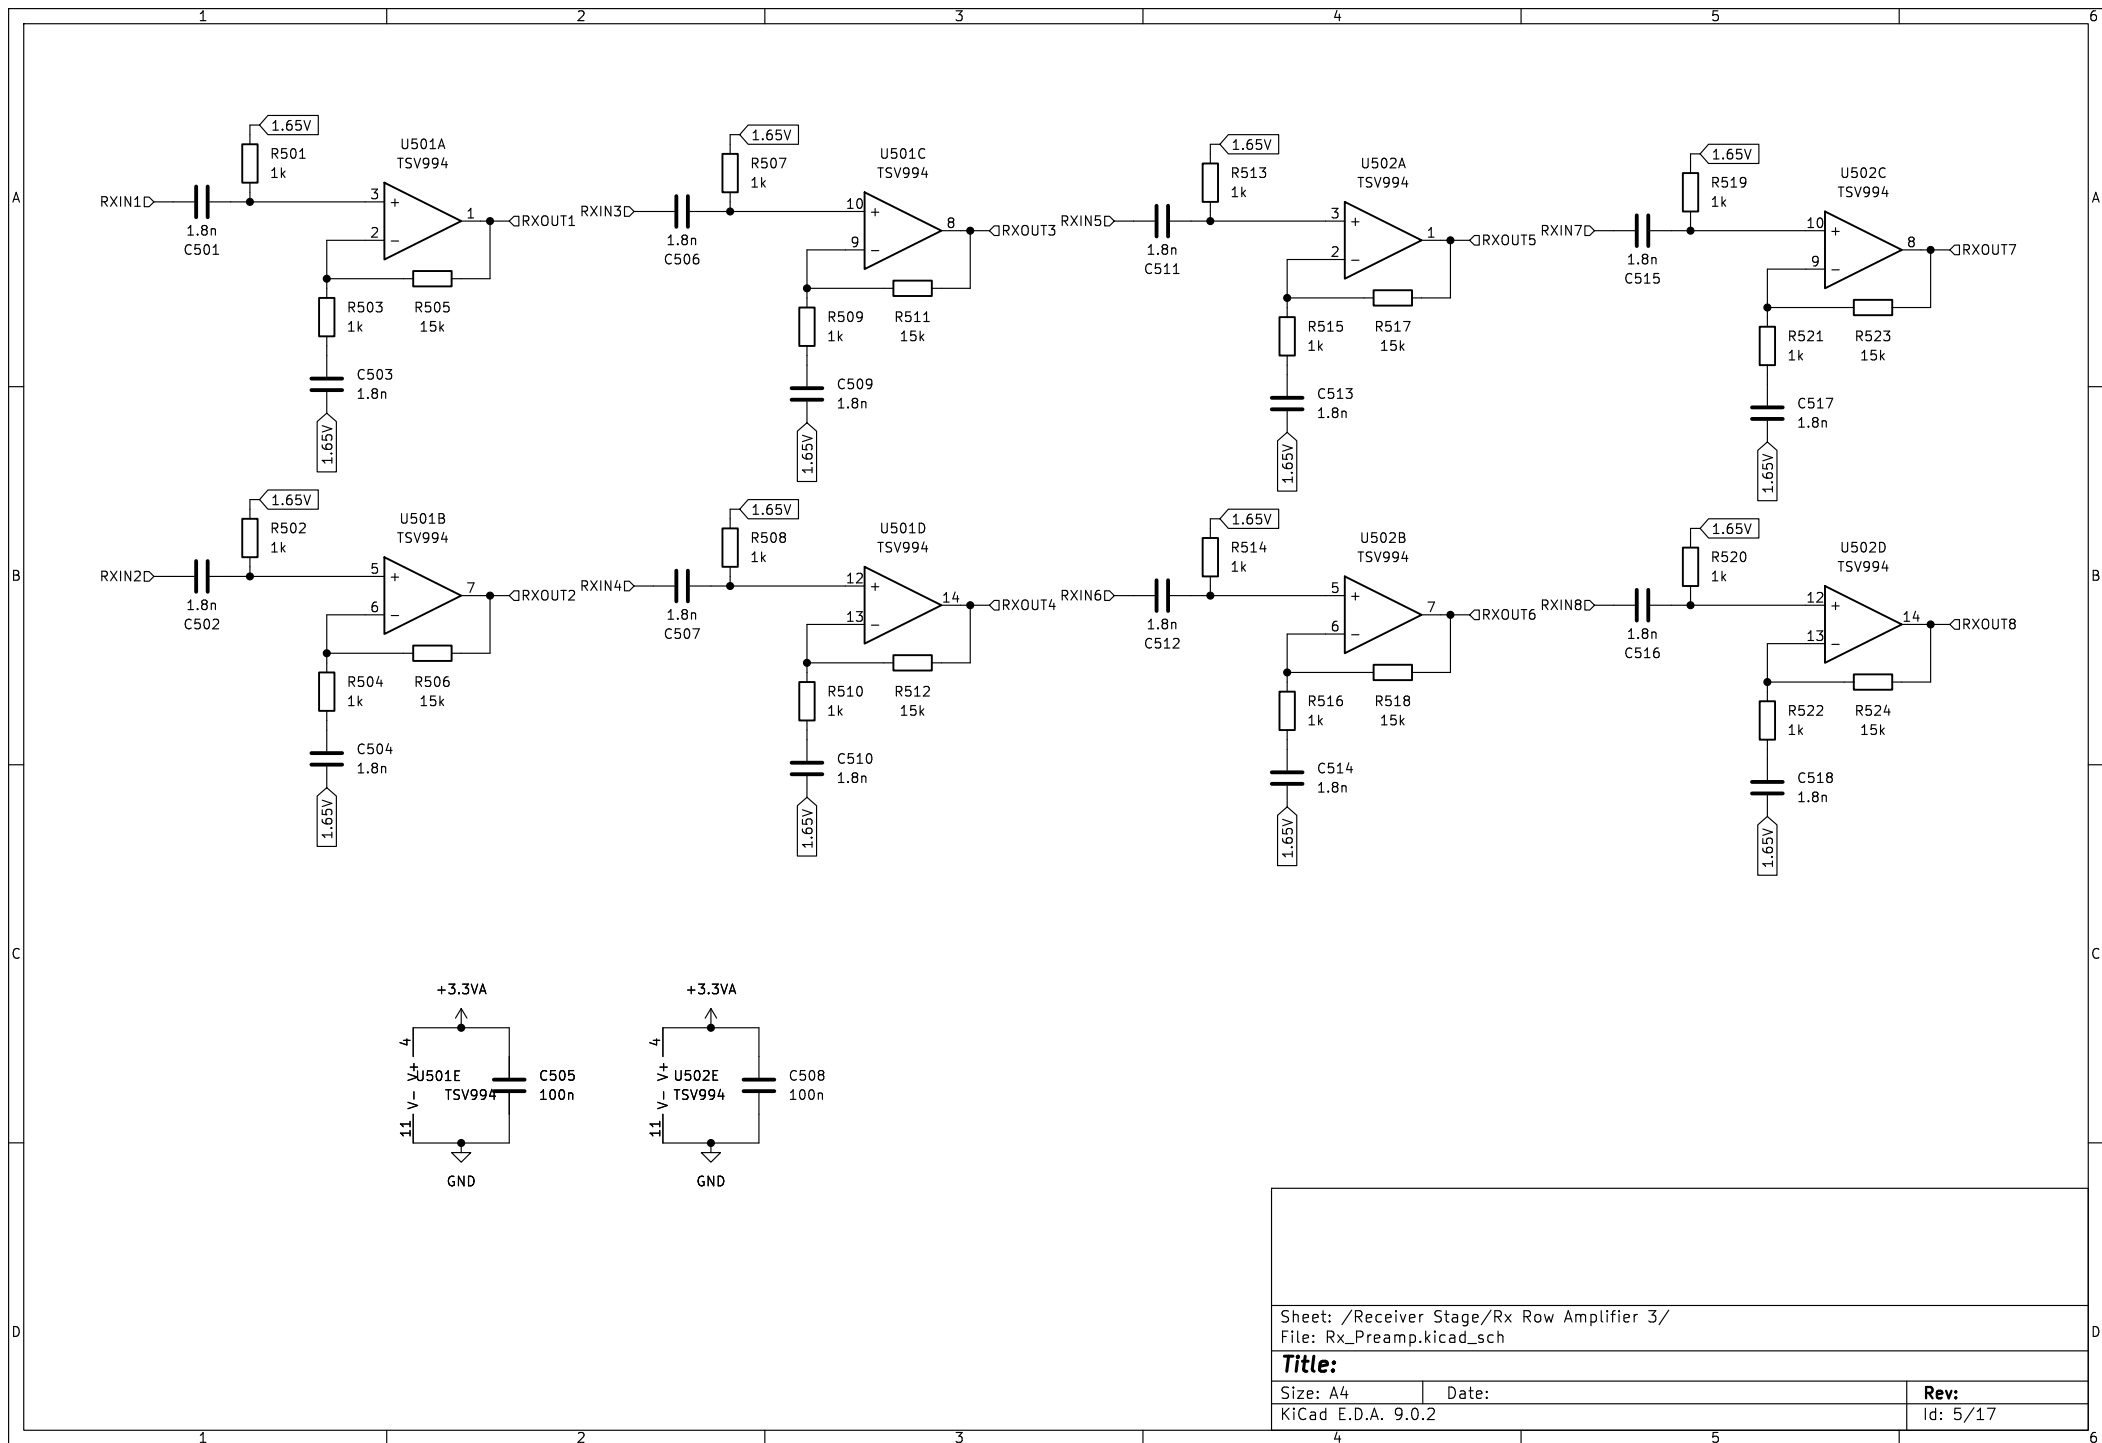 1 2 3 4 5 6
A
1.65V
R501
1k
U501A
TSV994
RXIN1
1.8n
C501
3
+
2
−
1
RXOUT1
R503
1k
R505
15k
C503
1.8n
1.65V
1.65V
R507
1k
U501C
TSV994
RXIN3
1.8n
C506
10
+
9
−
8
RXOUT3
R509
1k
R511
15k
C509
1.8n
1.65V
1.65V
R513
1k
U502A
TSV994
RXIN5
1.8n
C511
3
+
2
−
1
RXOUT5
R515
1k
R517
15k
C513
1.8n
1.65V
1.65V
R519
1k
U502C
TSV994
RXIN7
1.8n
C515
10
+
9
−
8
RXOUT7
R521
1k
R523
15k
C517
1.8n
1.65V
A
B
1.65V
R502
1k
U501B
TSV994
RXIN2
1.8n
C502
5
+
6
−
7
RXOUT2
R504
1k
R506
15k
C504
1.8n
1.65V
1.65V
R508
1k
U501D
TSV994
RXIN4
1.8n
C507
12
+
13
−
14
RXOUT4
R510
1k
R512
15k
C510
1.8n
1.65V
1.65V
R514
1k
U502B
TSV994
RXIN6
1.8n
C512
5
+
6
−
7
RXOUT6
R516
1k
R518
15k
C514
1.8n
1.65V
1.65V
R520
1k
U502D
TSV994
RXIN8
1.8n
C516
12
+
13
−
14
RXOUT8
R522
1k
R524
15k
C518
1.8n
1.65V
B
C
C
+3.3VA
4
V+
U501E
TSV994
V-
11
C505
100n
GND
+3.3VA
4
V+
U502E
TSV994
V-
11
C508
100n
GND
D
D
Sheet: /Receiver Stage/Rx Row Amplifier 3/
File: Rx_Preamp.kicad_sch
Title:
Size: A4 Date: Rev:
KiCad E.D.A. 9.0.2 Id: 5/17
1 2 3 4 5 6